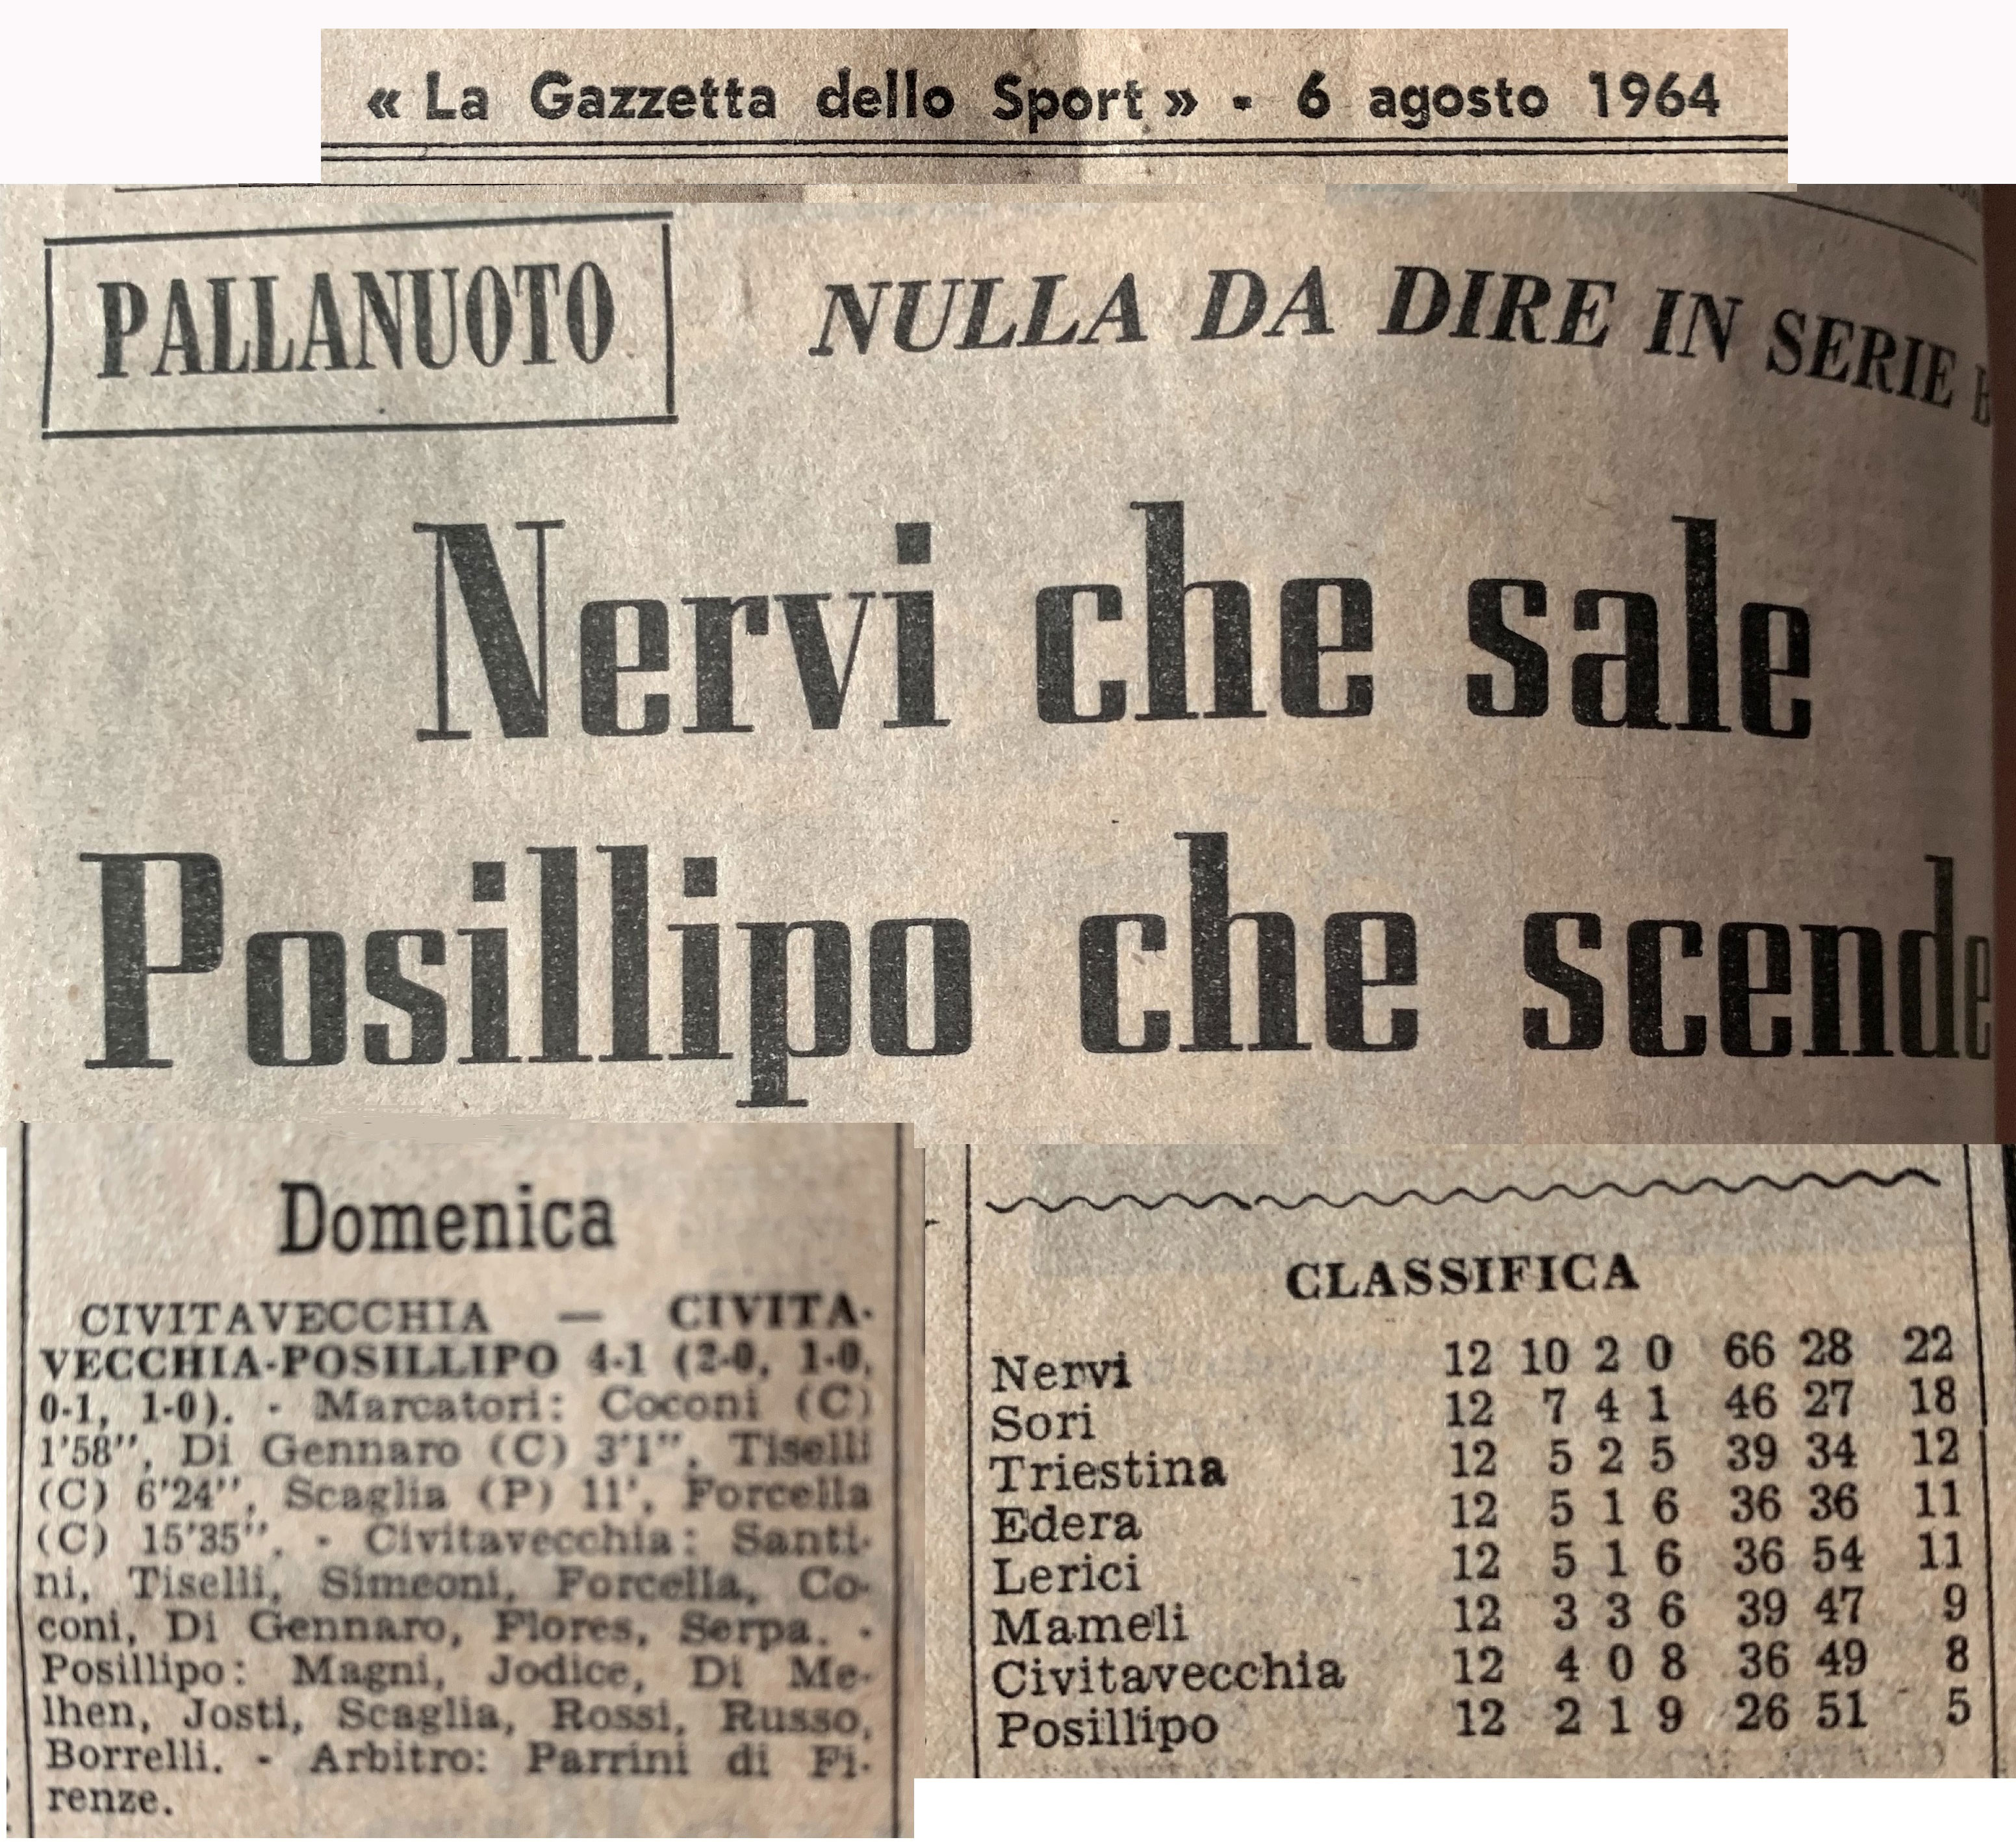 « La Gazzetta dello Sport » - 6 agosto 1964
PALLANUOTO
NULLA DA DIRE IN SERIE B
Nervi che sale
Posillipo che scende
Domenica
CIVITAVECCHIA — CIVITA-
VECCHIA-POSILLIPO 4-1 (2-0, 1-0,
0-1, 1-0). - Marcatori: Coconi (C)
1'58'', Di Gennaro (C) 3'1'', Tiselli
(C) 6'24'', Scaglia (P) 11', Forcella
(C) 15'35''. - Civitavecchia: Santi-
ni, Tiselli, Simeoni, Forcella, Co-
coni, Di Gennaro, Flores, Serpa. -
Posillipo: Magni, Jodice, Di Me-
lhen, Josti, Scaglia, Rossi, Russo,
Borrelli. - Arbitro: Parrini di Fi-
renze.
CLASSIFICA
Nervi 12 10 2 0 66 28 22
Sori 12 7 4 1 46 27 18
Triestina 12 5 2 5 39 34 12
Edera 12 5 1 6 36 36 11
Lerici 12 5 1 6 36 54 11
Mameli 12 3 3 6 39 47 9
Civitavecchia 12 4 0 8 36 49 8
Posillipo 12 2 1 9 26 51 5